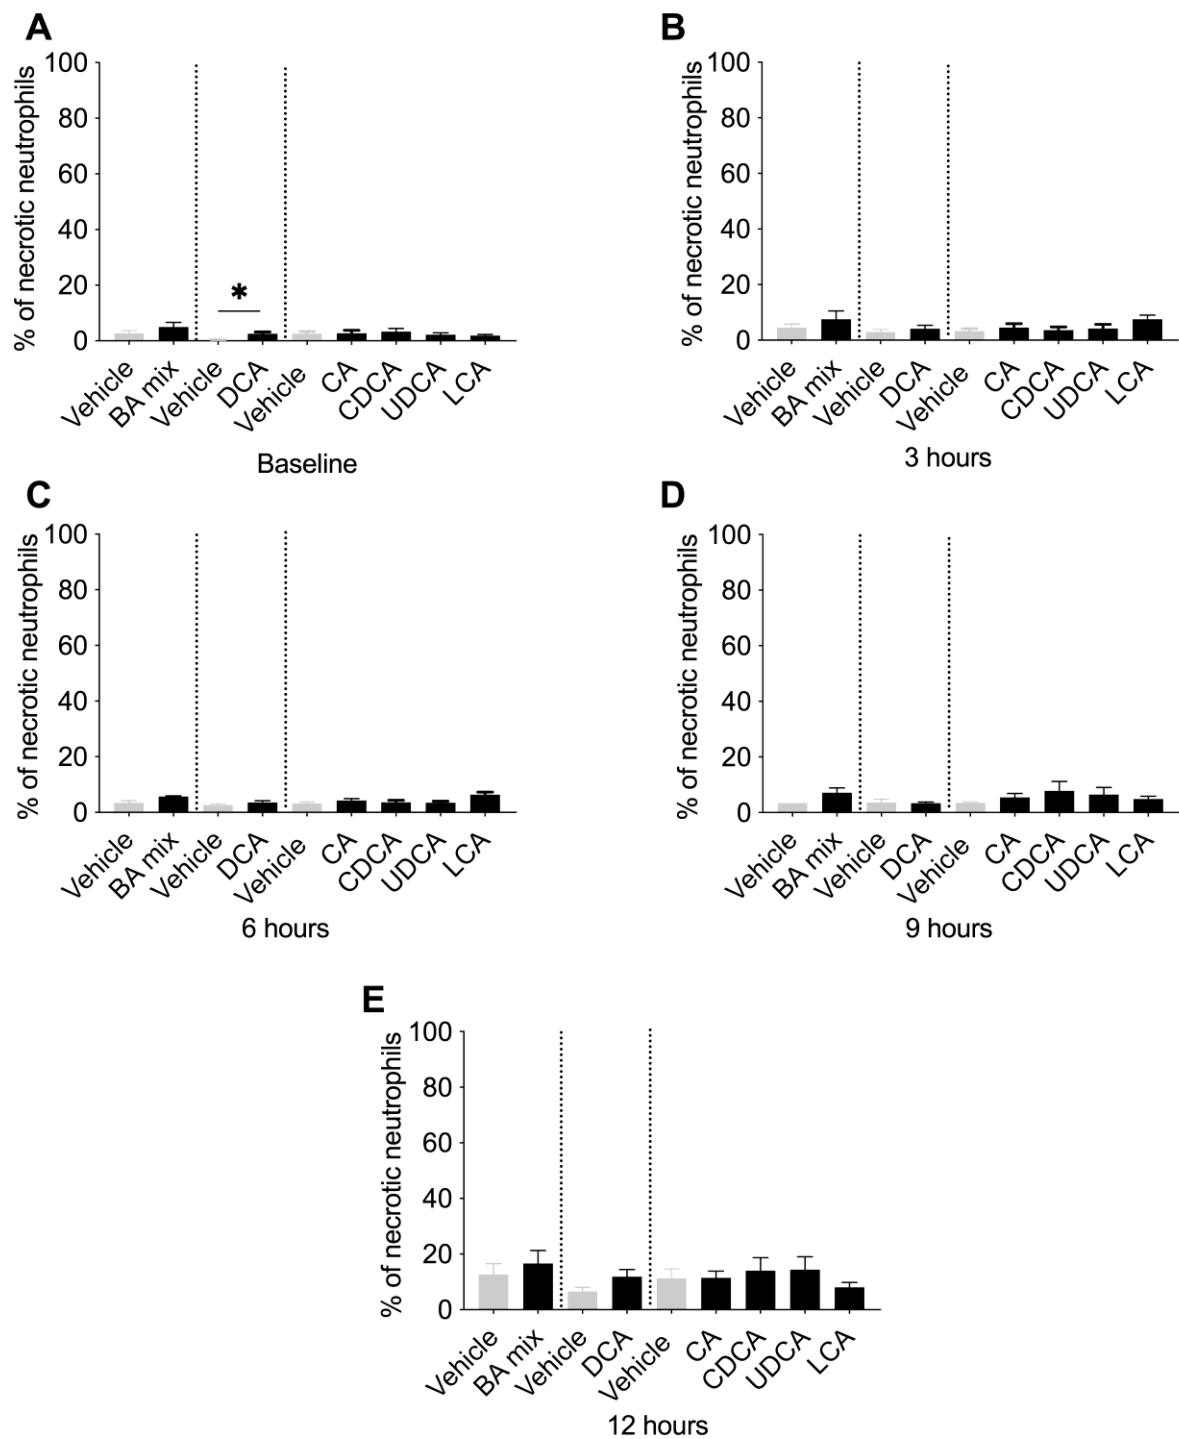 A
% of necrotic neutrophils
100
80
60
40
20
0
*
Vehicle
BA mix
Vehicle
DCA
Vehicle
CA
CDCA
UDCA
LCA
Baseline
B
% of necrotic neutrophils
100
80
60
40
20
0
Vehicle
BA mix
Vehicle
DCA
Vehicle
CA
CDCA
UDCA
LCA
3 hours
C
% of necrotic neutrophils
100
80
60
40
20
0
Vehicle
BA mix
Vehicle
DCA
Vehicle
CA
CDCA
UDCA
LCA
6 hours
D
% of necrotic neutrophils
100
80
60
40
20
0
Vehicle
BA mix
Vehicle
DCA
Vehicle
CA
CDCA
UDCA
LCA
9 hours
E
% of necrotic neutrophils
100
80
60
40
20
0
Vehicle
BA mix
Vehicle
DCA
Vehicle
CA
CDCA
UDCA
LCA
12 hours